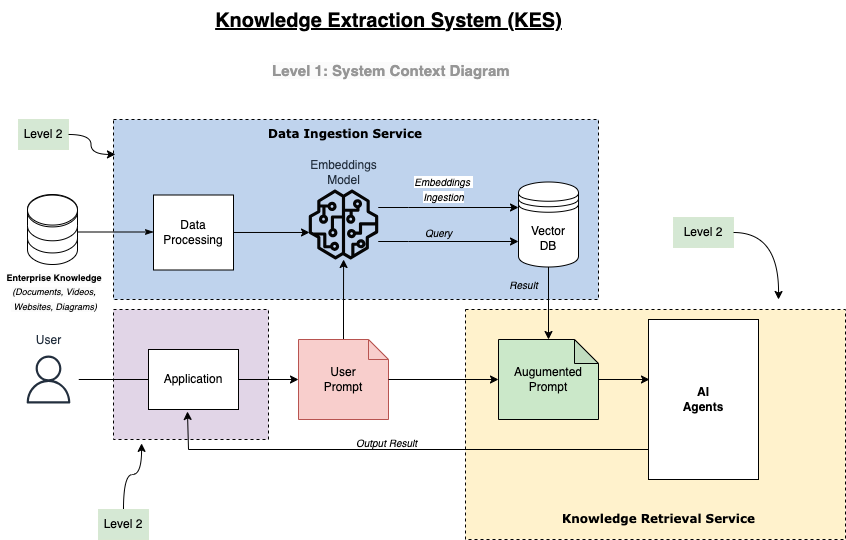 Knowledge Extraction System (KES)
Level 1: System Context Diagram
Level 2
Data Ingestion Service
Embeddings
Model
Embeddings
Ingestion
Data
Processing
Query
Vector
DB
Level 2
Enterprise Knowledge
(Documents, Videos,
Websites, Diagrams)
Result
User
Application
User
Prompt
Augumented
Prompt
AI
Agents
Output Result
Level 2
Knowledge Retrieval Service